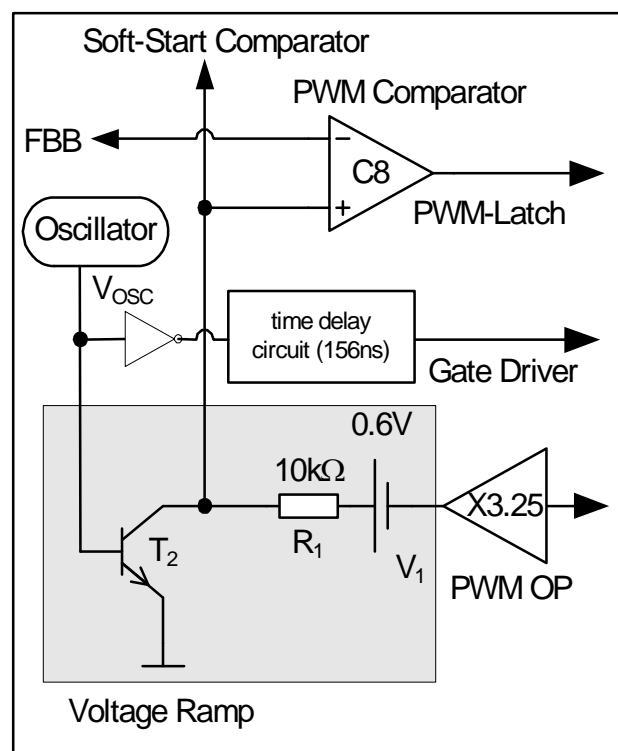 Soft-Start Comparator
PWM Comparator
FBB
C8
PWM-Latch
Oscillator
VOSC
time delay
circuit (156ns)
Gate Driver
0.6V
10kΩ
X3.25
T2
R1
V1
PWM OP
Voltage Ramp